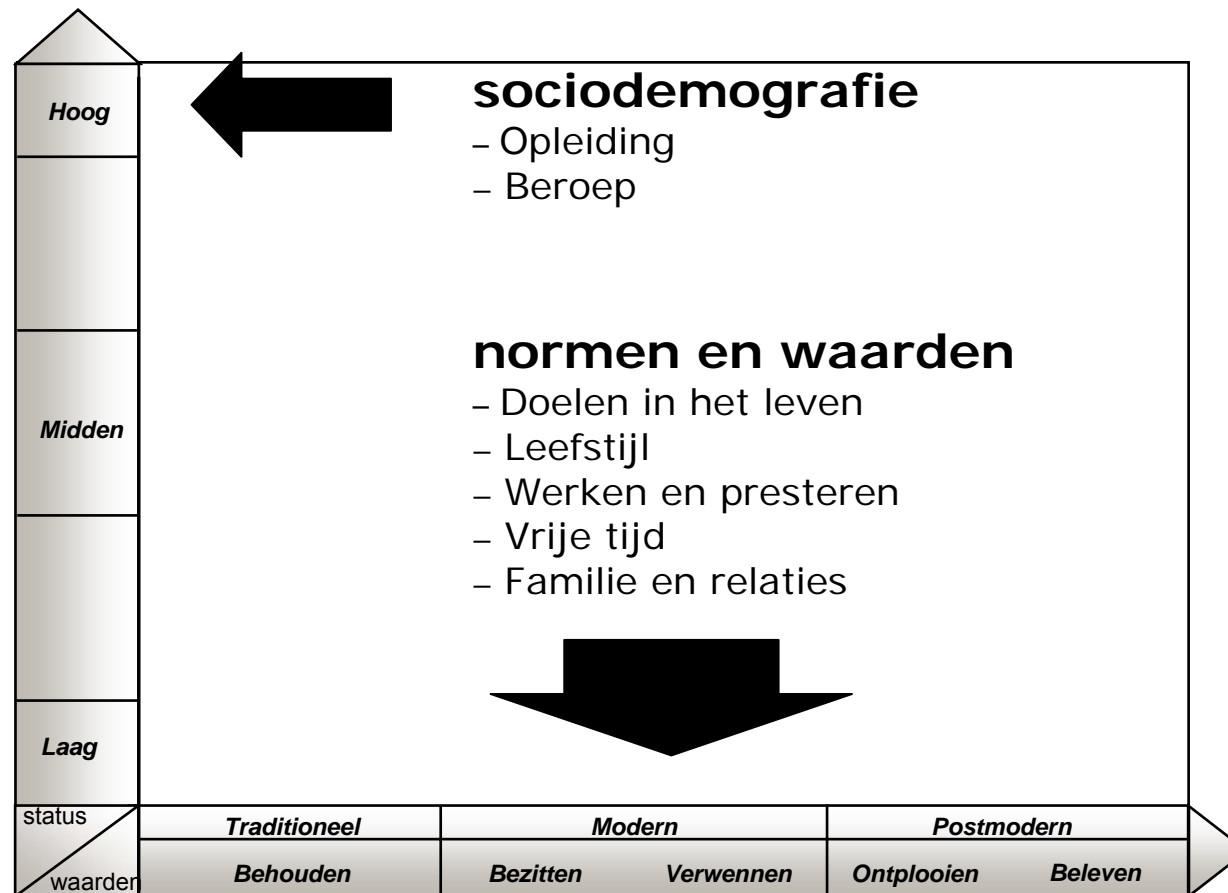 sociodemografie
– Opleiding
– Beroep
normen en waarden
– Doelen in het leven
– Leefstijl
– Werken en presteren
– Vrije tijd
– Familie en relaties
Hoog
Midden
Laag
status
waarden
Traditioneel Modern Postmodern
Behouden Bezitten Verwennen Ontplooien Beleven